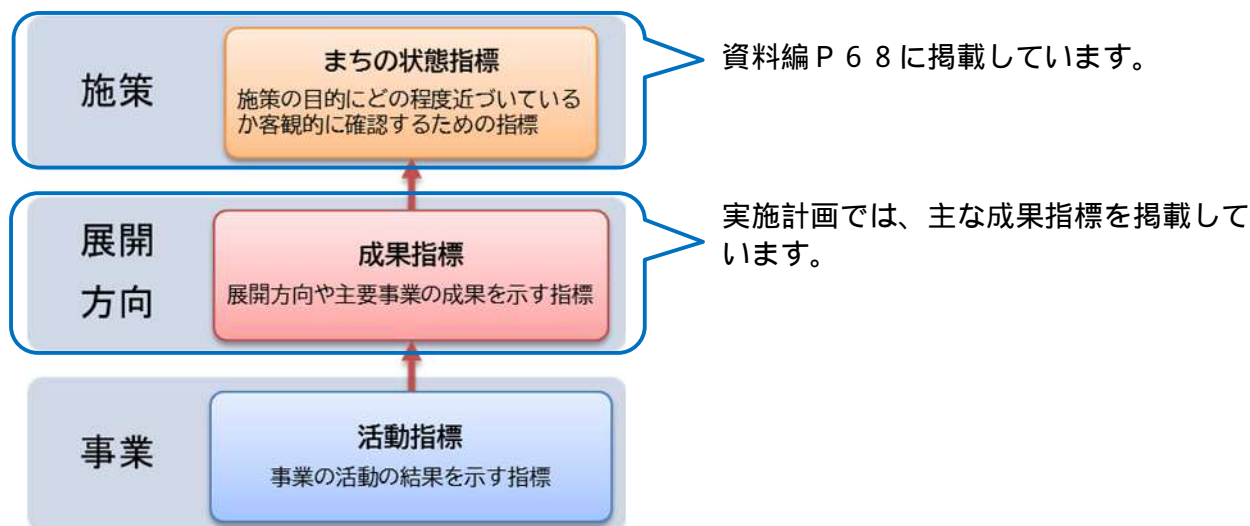 施策
まちの状態指標
施策の目的にどの程度近づいている
か客観的に確認するための指標
資料編Ｐ６８に掲載しています。
展開
方向
成果指標
展開方向や主要事業の成果を示す指標
実施計画では、主な成果指標を掲載して
います。
事業
活動指標
事業の活動の結果を示す指標